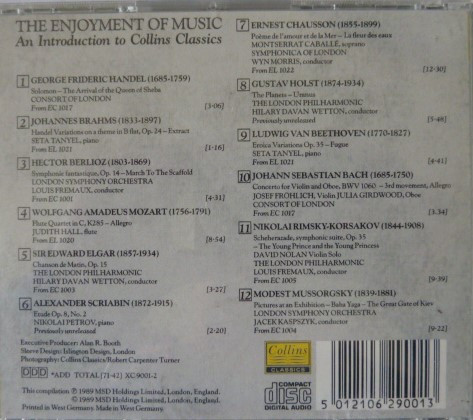 THE ENJOYMENT OF MUSIC
An Introduction to Collins Classics
1 GEORGE FRIDERIC HANDEL (1685-1759)
Solomon – The Arrival of the Queen of Sheba
CONSORT OF LONDON
From EC 1017 [3-06]
2 JOHANNES BRAHMS (1833-1897)
Handel Variations on a theme in B flat, Op. 24 – Extract
SETA TANYEL, piano
From EL 1021 [1-16]
3 HECTOR BERLIOZ (1803-1869)
Symphonie fantastique, Op. 14 – March To The Scaffold
LONDON SYMPHONY ORCHESTRA
LOUIS FREMAUX, conductor
From EC 1001 [4-31]
4 WOLFGANG AMADEUS MOZART (1756-1791)
Flute Quartet in C, K285 – Allegro
JUDITH HALL, flute
From EL 1020 [8-54]
5 SIR EDWARD ELGAR (1857-1934)
Chanson de Matin, Op. 15
THE LONDON PHILHARMONIC
HILARY DAVAN WETTON, conductor
From EC 1003 [3-27]
6 ALEXANDER SCRIABIN (1872-1915)
Etude Op. 8, No. 2
NIKOLAI PETROV, piano
Previously unreleased [2-20]
Executive Producer: Alan R. Booth
Sleeve Design: Islington Design, London
Photography: Collins Classics/Robert Carpenter Turner
DDD *ADD TOTAL [71-42] XC 9001-2
This compilation ℗ 1989 MSD Holdings Limited, London, England.
© 1989 MSD Holdings Limited, London, England
Printed in West Germany. Made in West Germany.
7 ERNEST CHAUSSON (1855-1899)
Poème de l'amour et de la Mer – La fleur des eaux
MONTSERRAT CABALLÉ, soprano
SYMPHONICA OF LONDON
WYN MORRIS, conductor
From EL 1022 [12-30]
8 GUSTAV HOLST (1874-1934)
The Planets – Uranus
THE LONDON PHILHARMONIC
HILARY DAVAN WETTON, conductor
Previously unreleased [5-48]
9 LUDWIG VAN BEETHOVEN (1770-1827)
Eroica Variations Op. 35 – Fugue
SETA TANYEL, piano
From EL 1021 [4-41]
10 JOHANN SEBASTIAN BACH (1685-1750)
Concerto for Violin and Oboe, BWV 1060 – 3rd movement, Allegro
JOSEF FRÖHLICH, Violin JULIA GIRDWOOD, Oboe
CONSORT OF LONDON
From EC 1017 [3.34]
11 NIKOLAI RIMSKY-KORSAKOV (1844-1908)
Scheherazade, symphonic suite, Op. 35
– The Young Prince and the Young Princess
DAVID NOLAN Violin Solo
THE LONDON PHILHARMONIC
LOUIS FREMAUX, conductor
From EC 1005 [9-39]
12 MODEST MUSSORGSKY (1839-1881)
Pictures at an Exhibition – Baba Yaga – The Great Gate of Kiev
LONDON SYMPHONY ORCHESTRA
JACEK KASPSZYK, conductor
From EC 1004 [9-22]
Collins
CLASSICS
COMPACT
disc
DIGITAL AUDIO
5 012106 290013